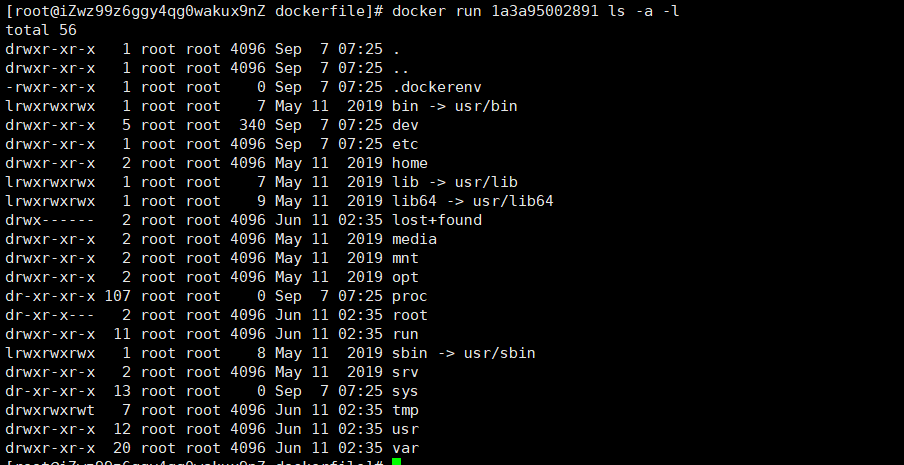 [root@iZwz99z6ggy4qg0wakux9nZ dockerfile]# docker run 1a3a95002891 ls -a -l
total 56
drwxr-xr-x   1 root root 4096 Sep  7 07:25 .
drwxr-xr-x   1 root root 4096 Sep  7 07:25 ..
-rwxr-xr-x   1 root root    0 Sep  7 07:25 .dockerenv
lrwxrwxrwx   1 root root    7 May 11  2019 bin -> usr/bin
drwxr-xr-x   5 root root  340 Sep  7 07:25 dev
drwxr-xr-x   1 root root 4096 Sep  7 07:25 etc
drwxr-xr-x   2 root root 4096 May 11  2019 home
lrwxrwxrwx   1 root root    7 May 11  2019 lib -> usr/lib
lrwxrwxrwx   1 root root    9 May 11  2019 lib64 -> usr/lib64
drwx------   2 root root 4096 Jun 11 02:35 lost+found
drwxr-xr-x   2 root root 4096 May 11  2019 media
drwxr-xr-x   2 root root 4096 May 11  2019 mnt
drwxr-xr-x   2 root root 4096 May 11  2019 opt
dr-xr-xr-x 107 root root    0 Sep  7 07:25 proc
dr-xr-x---   2 root root 4096 Jun 11 02:35 root
drwxr-xr-x  11 root root 4096 Jun 11 02:35 run
lrwxrwxrwx   1 root root    8 May 11  2019 sbin -> usr/sbin
drwxr-xr-x   2 root root 4096 May 11  2019 srv
dr-xr-xr-x  13 root root    0 Sep  7 07:25 sys
drwxrwxrwt   7 root root 4096 Jun 11 02:35 tmp
drwxr-xr-x  12 root root 4096 Jun 11 02:35 usr
drwxr-xr-x  20 root root 4096 Jun 11 02:35 var
[root@iZwz99z6ggy4qg0wakux9nZ dockerfile]#